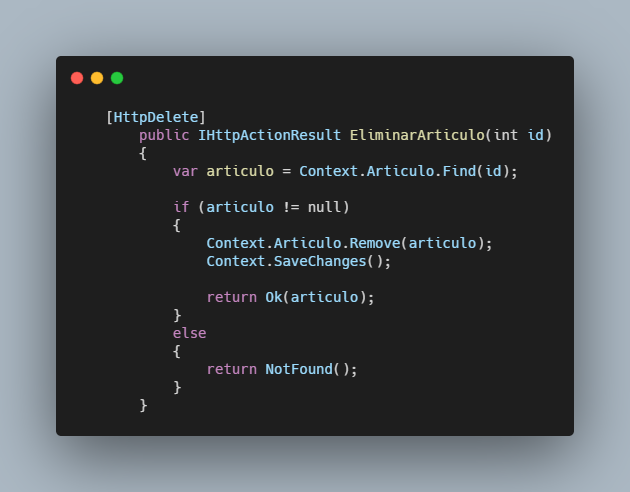 [HttpDelete]
public IHttpActionResult EliminarArticulo(int id)
{
var articulo = Context.Articulo.Find(id);
if (articulo != null)
{
Context.Articulo.Remove(articulo);
Context.SaveChanges();
return Ok(articulo);
}
else
{
return NotFound();
}
}